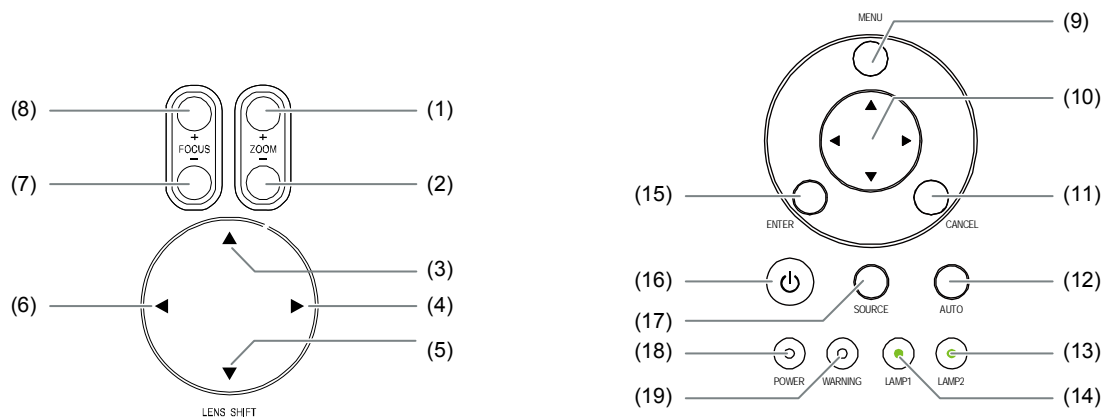 MENU
(9)
(8)
(1)
(10)
+
FOCUS
−
+
ZOOM
−
(7)
(2)
(15)
(11)
ENTER
CANCEL
(3)
(6)
(4)
(16)
(12)
(17)
SOURCE
AUTO
(5)
(18)
(13)
POWER
WARNING
LAMP1
LAMP2
(19)
(14)
LENS SHIFT